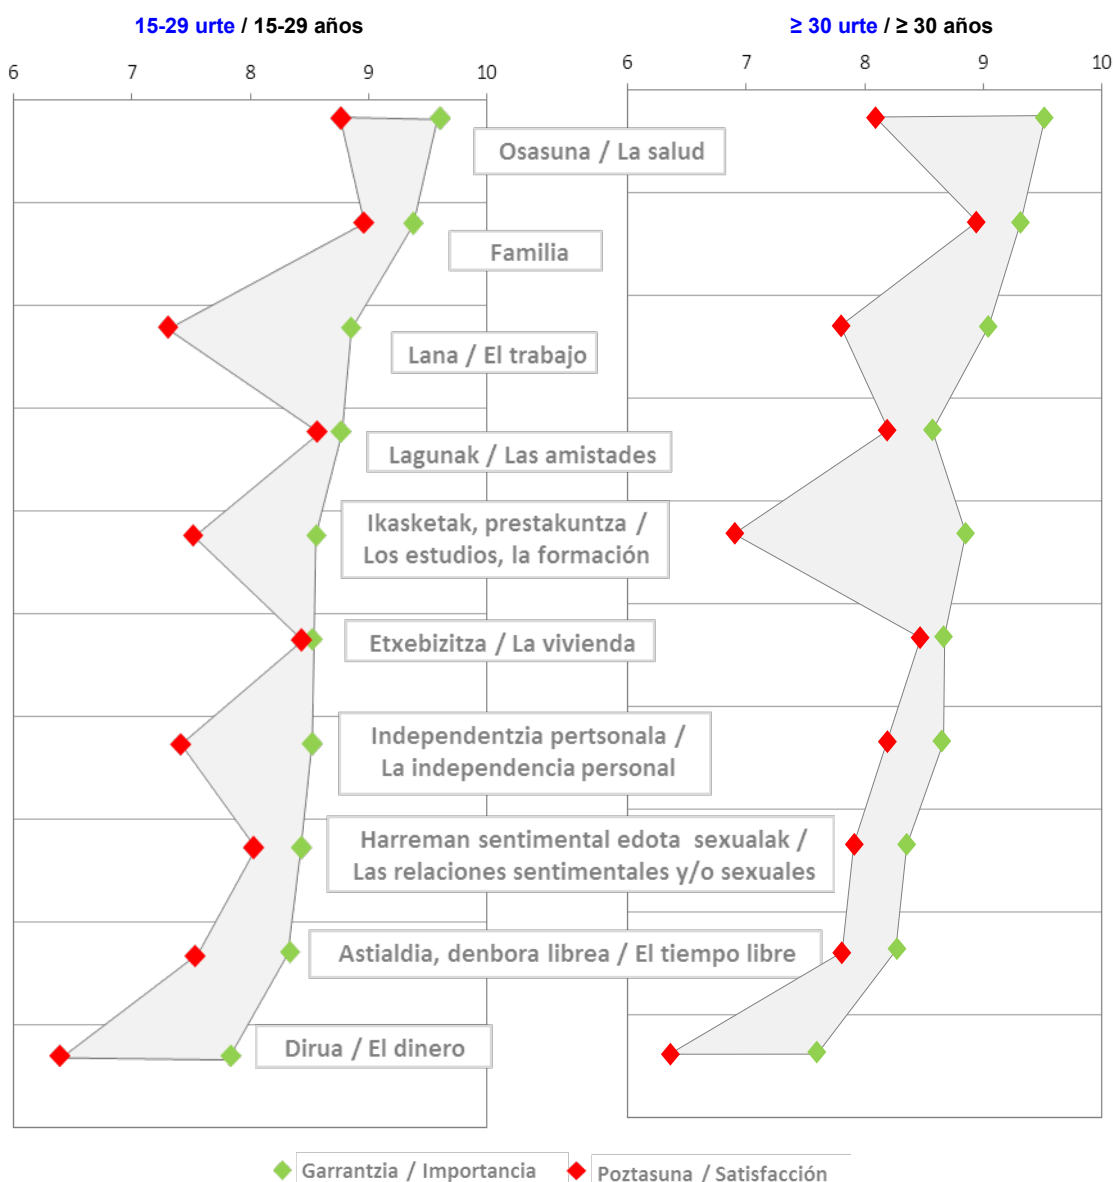 15-29 urte / 15-29 años
≥ 30 urte / ≥ 30 años
6 7 8 9 10
6 7 8 9 10
Osasuna / La salud
Familia
Lana / El trabajo
Lagunak / Las amistades
Ikasketak, prestakuntza /
Los estudios, la formación
Etxebizitza / La vivienda
Independentzia pertsonala /
La independencia personal
Harreman sentimental edota sexualak /
Las relaciones sentimentales y/o sexuales
Astialdia, denbora librea / El tiempo libre
Dirua / El dinero
Garrantzia / Importancia
Poztasuna / Satisfacción